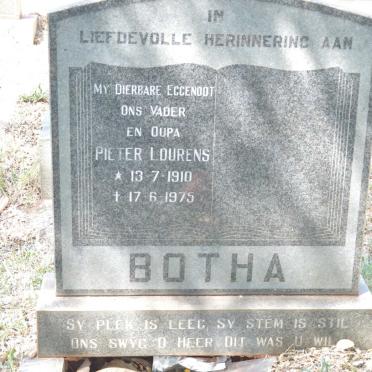 IN
LIEFDEVOLLE HERINNERING AAN
MY DIERBARE EGGENOOT
ONS VADER
EN OUPA
PIETER LOURENS
* 13-7-1910
† 17-6-1975
BOTHA
SY PLEK IS LEEG SY STEM IS STIL
ONS SWYG O HEER DIT WAS U WIL